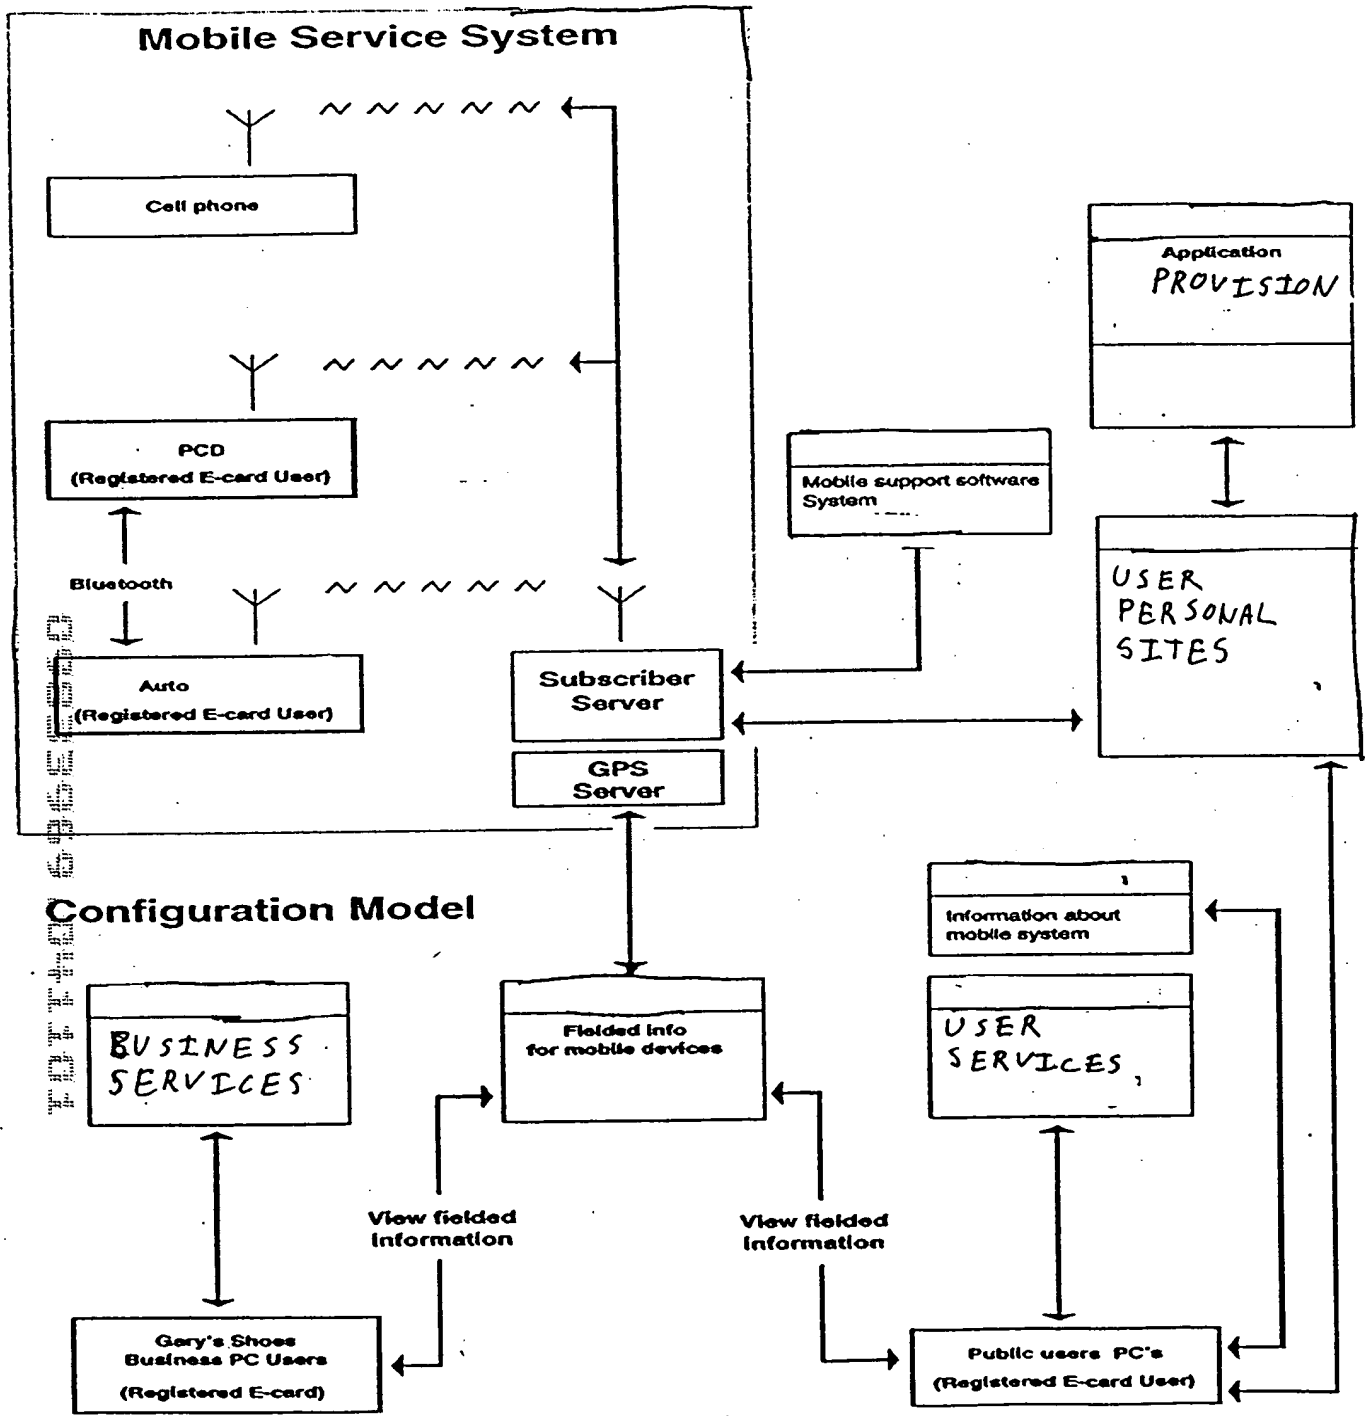 Mobile Service System
Cell phone
PCD
(Registered E-card User)
Bluetooth
Auto
(Registered E-card User)
Subscriber
Server
GPS
Server
Mobile support software
System
Application
PROVISION
USER
PERSONAL
SITES
Configuration Model
BUSINESS
SERVICES
Fielded info
for mobile devices
Information about
mobile system
USER
SERVICES
View fielded
Information
View fielded
Information
Gary's Shoes
Business PC Users
(Registered E-card)
Public users PC's
(Registered E-card User)